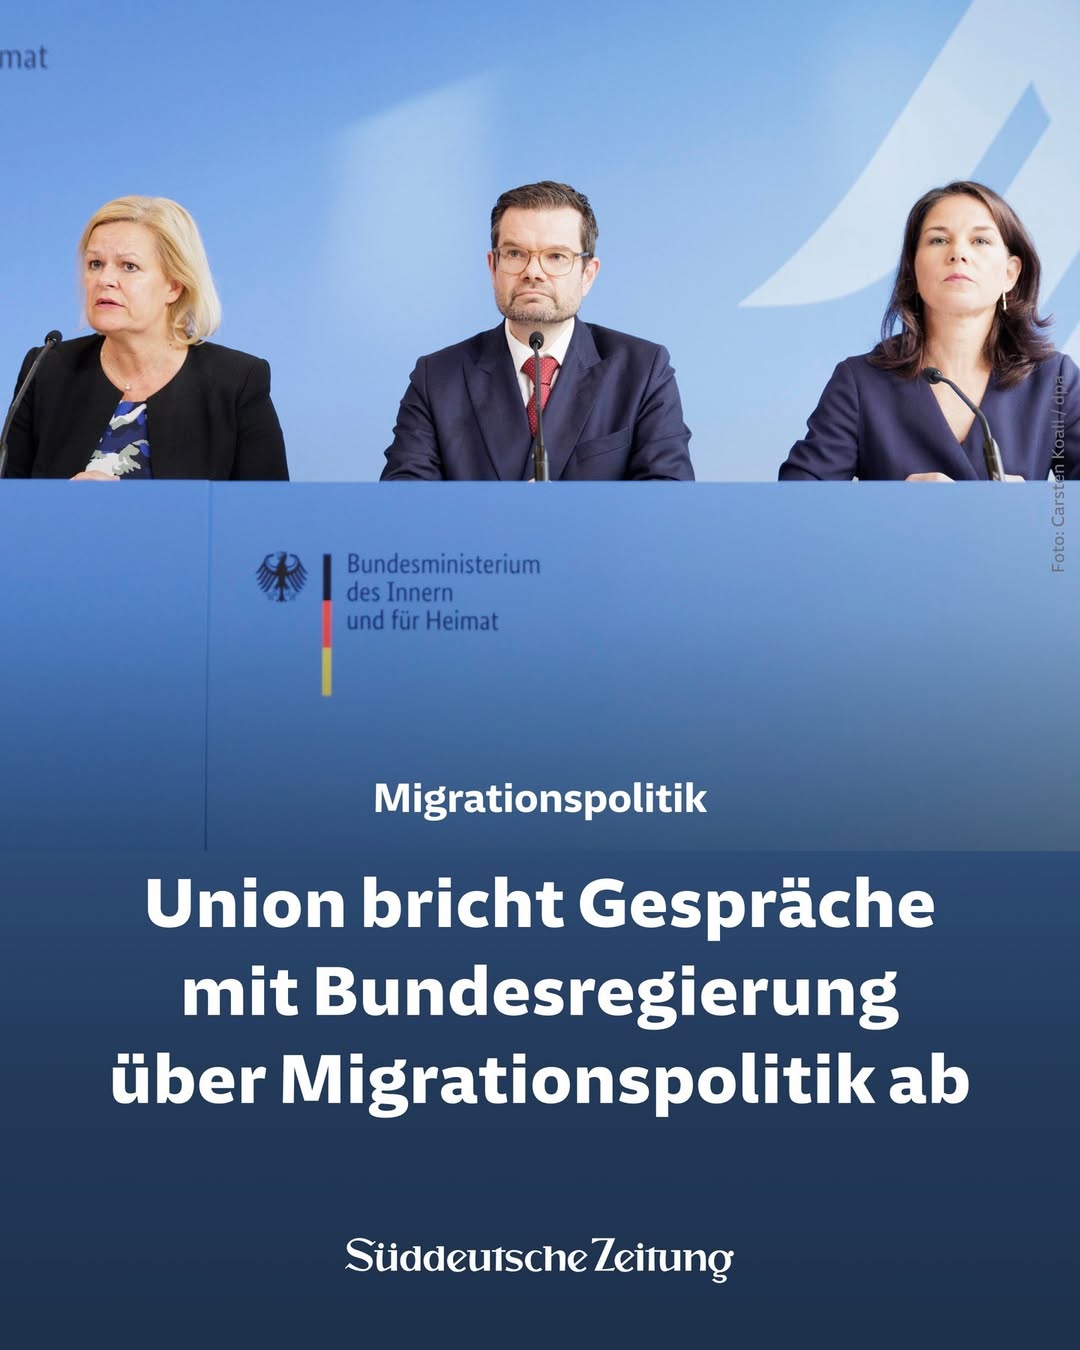 mat
Foto: Carsten Koall / dpa
Bundesministerium
des Innern
und für Heimat
Migrationspolitik
Union bricht Gespräche
mit Bundesregierung
über Migrationspolitik ab
Süddeutsche Zeitung